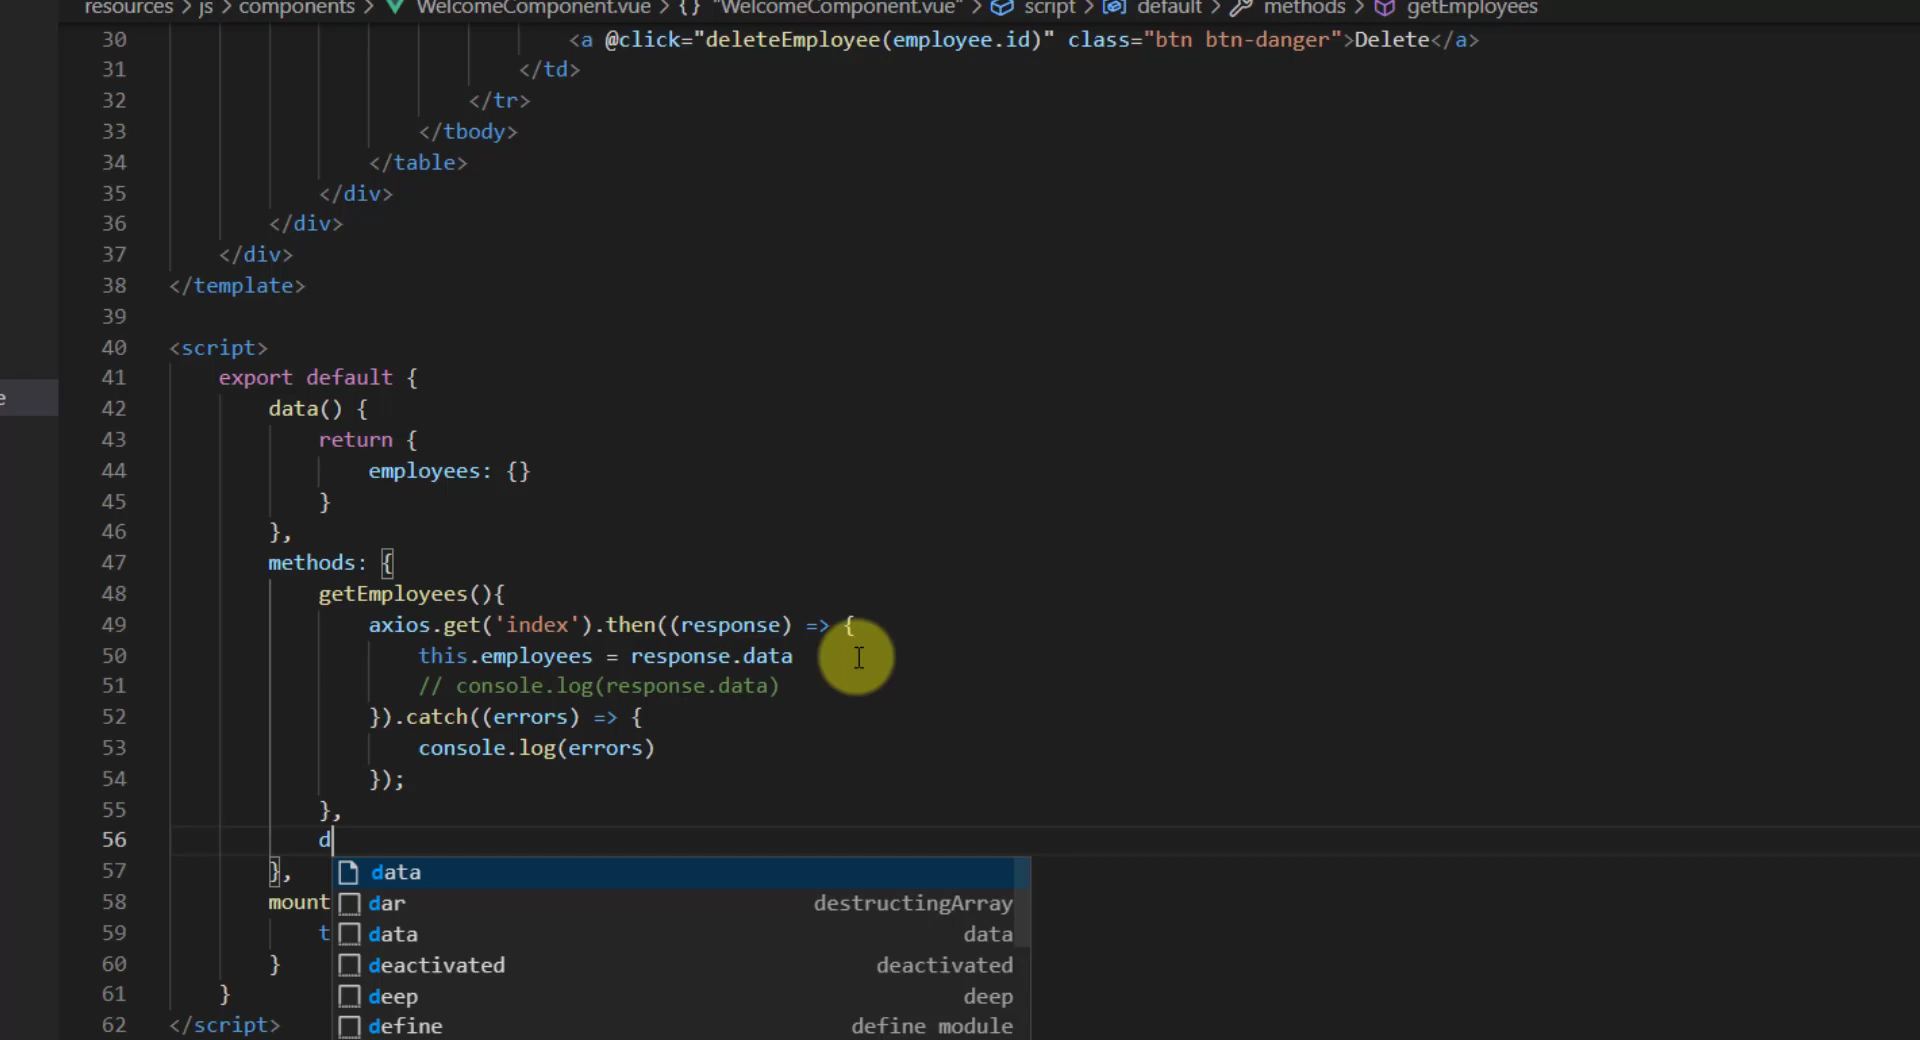 resources > js > components > WelcomeComponent.vue > {} "WelcomeComponent.vue" > script > default > methods > getEmployees
30 <a @click="deleteEmployee(employee.id)" class="btn btn-danger">Delete</a>
31 </td>
32 </tr>
33 </tbody>
34 </table>
35 </div>
36 </div>
37 </div>
38 </template>
39
40 <script>
41 export default {
42 data() {
43 return {
44 employees: {}
45 }
46 },
47 methods: {
48 getEmployees(){
49 axios.get('index').then((response) => {
50 this.employees = response.data
51 // console.log(response.data)
52 }).catch((errors) => {
53 console.log(errors)
54 });
55 },
e
56 d
57 },
data
58 mount
dar destructingArray
59 t
data data
60 }
deactivated deactivated
61 }
deep deep
62 </script>
define define module